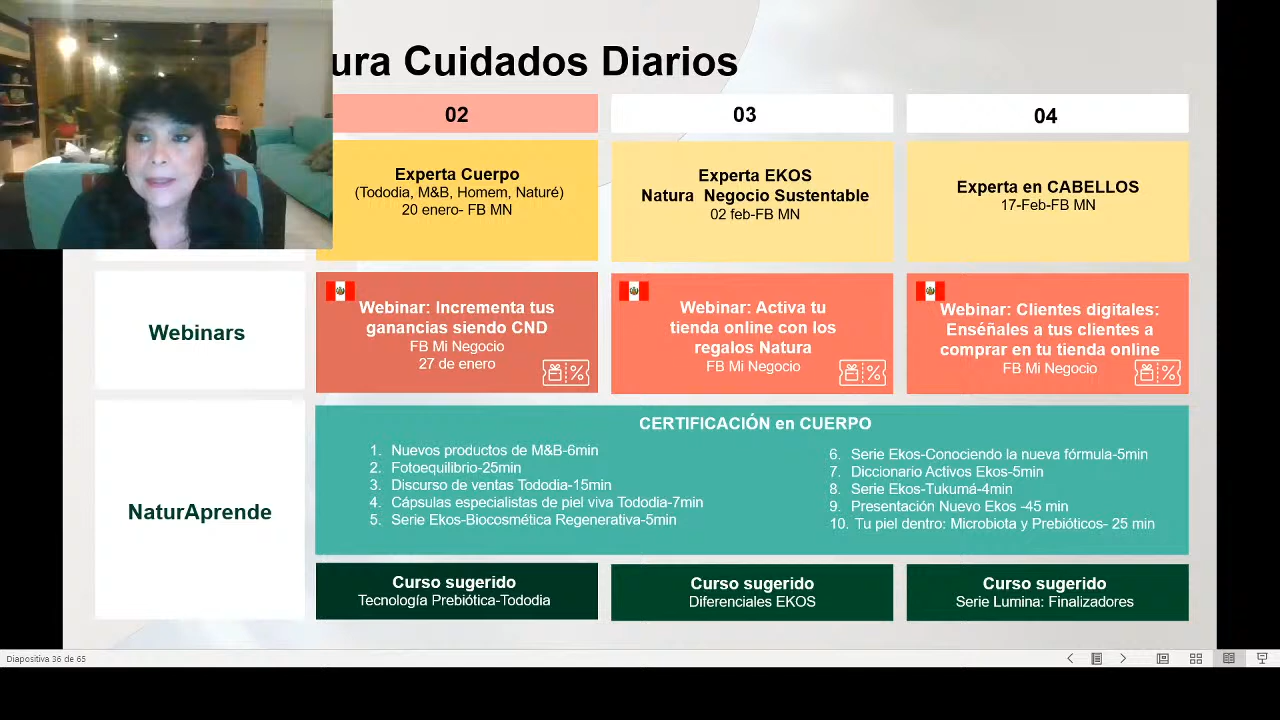 ura Cuidados Diarios
02
03
04
Experta Cuerpo
(Tododia, M&B, Homem, Naturé)
20 enero- FB MN
Experta EKOS
Natura Negocio Sustentable
02 feb-FB MN
Experta en CABELLOS
17-Feb-FB MN
Webinars
Webinar: Incrementa tus
ganancias siendo CND
FB Mi Negocio
27 de enero
%
Webinar: Activa tu
tienda online con los
regalos Natura
FB Mi Negocio
%
Webinar: Clientes digitales:
Enséñales a tus clientes a
comprar en tu tienda online
FB Mi Negocio
%
NaturAprende
CERTIFICACIÓN en CUERPO
1. Nuevos productos de M&B-6min
2. Fotoequilibrio-25min
3. Discurso de ventas Tododia-15min
4. Cápsulas especialistas de piel viva Tododia-7min
5. Serie Ekos-Biocosmética Regenerativa-5min
6. Serie Ekos-Conociendo la nueva fórmula-5min
7. Diccionario Activos Ekos-5min
8. Serie Ekos-Tukumá-4min
9. Presentación Nuevo Ekos -45 min
10. Tu piel dentro: Microbiota y Prebióticos- 25 min
Curso sugerido
Tecnología Prebiótica-Tododia
Curso sugerido
Diferenciales EKOS
Curso sugerido
Serie Lumina: Finalizadores
Diapositiva 36 de 65